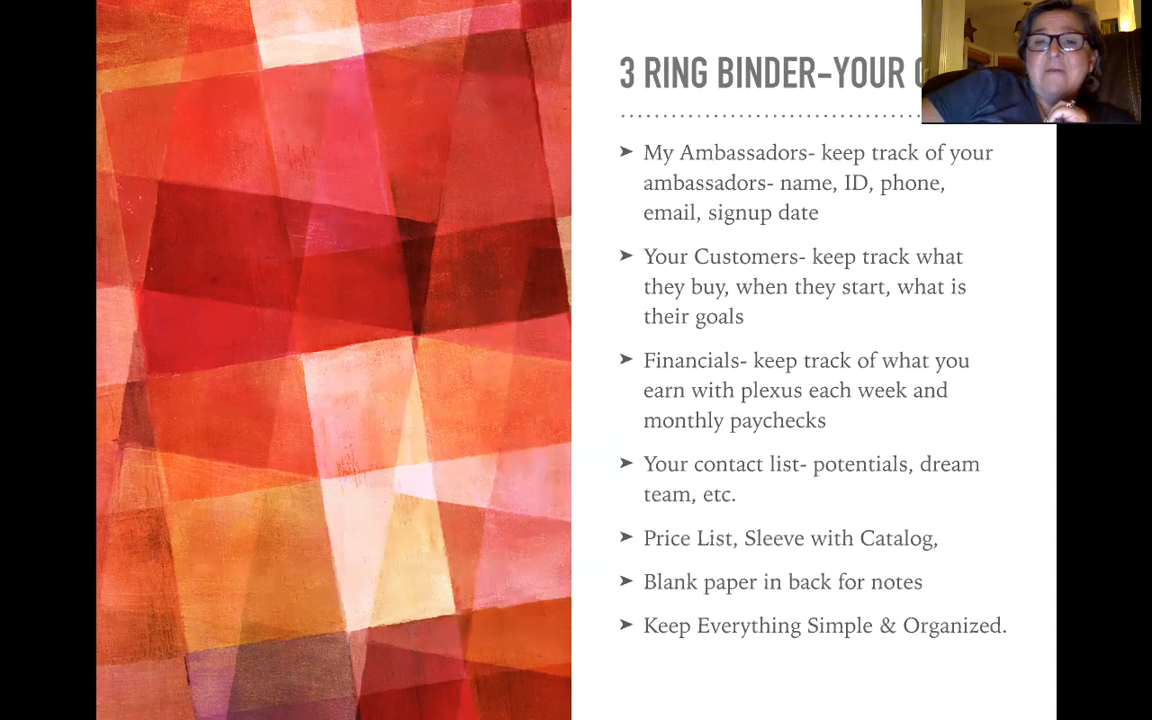 3 RING BINDER-YOUR
My Ambassadors- keep track of your
ambassadors- name, ID, phone,
email, signup date
Your Customers- keep track what
they buy, when they start, what is
their goals
Financials- keep track of what you
earn with plexus each week and
monthly paychecks
Your contact list- potentials, dream
team, etc.
Price List, Sleeve with Catalog,
Blank paper in back for notes
Keep Everything Simple & Organized.